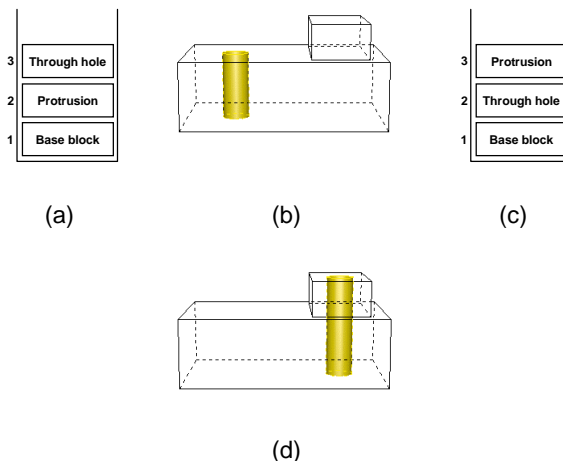 3 Through hole
2 Protrusion
1 Base block
3 Protrusion
2 Through hole
1 Base block
(a)
(b)
(c)
(d)